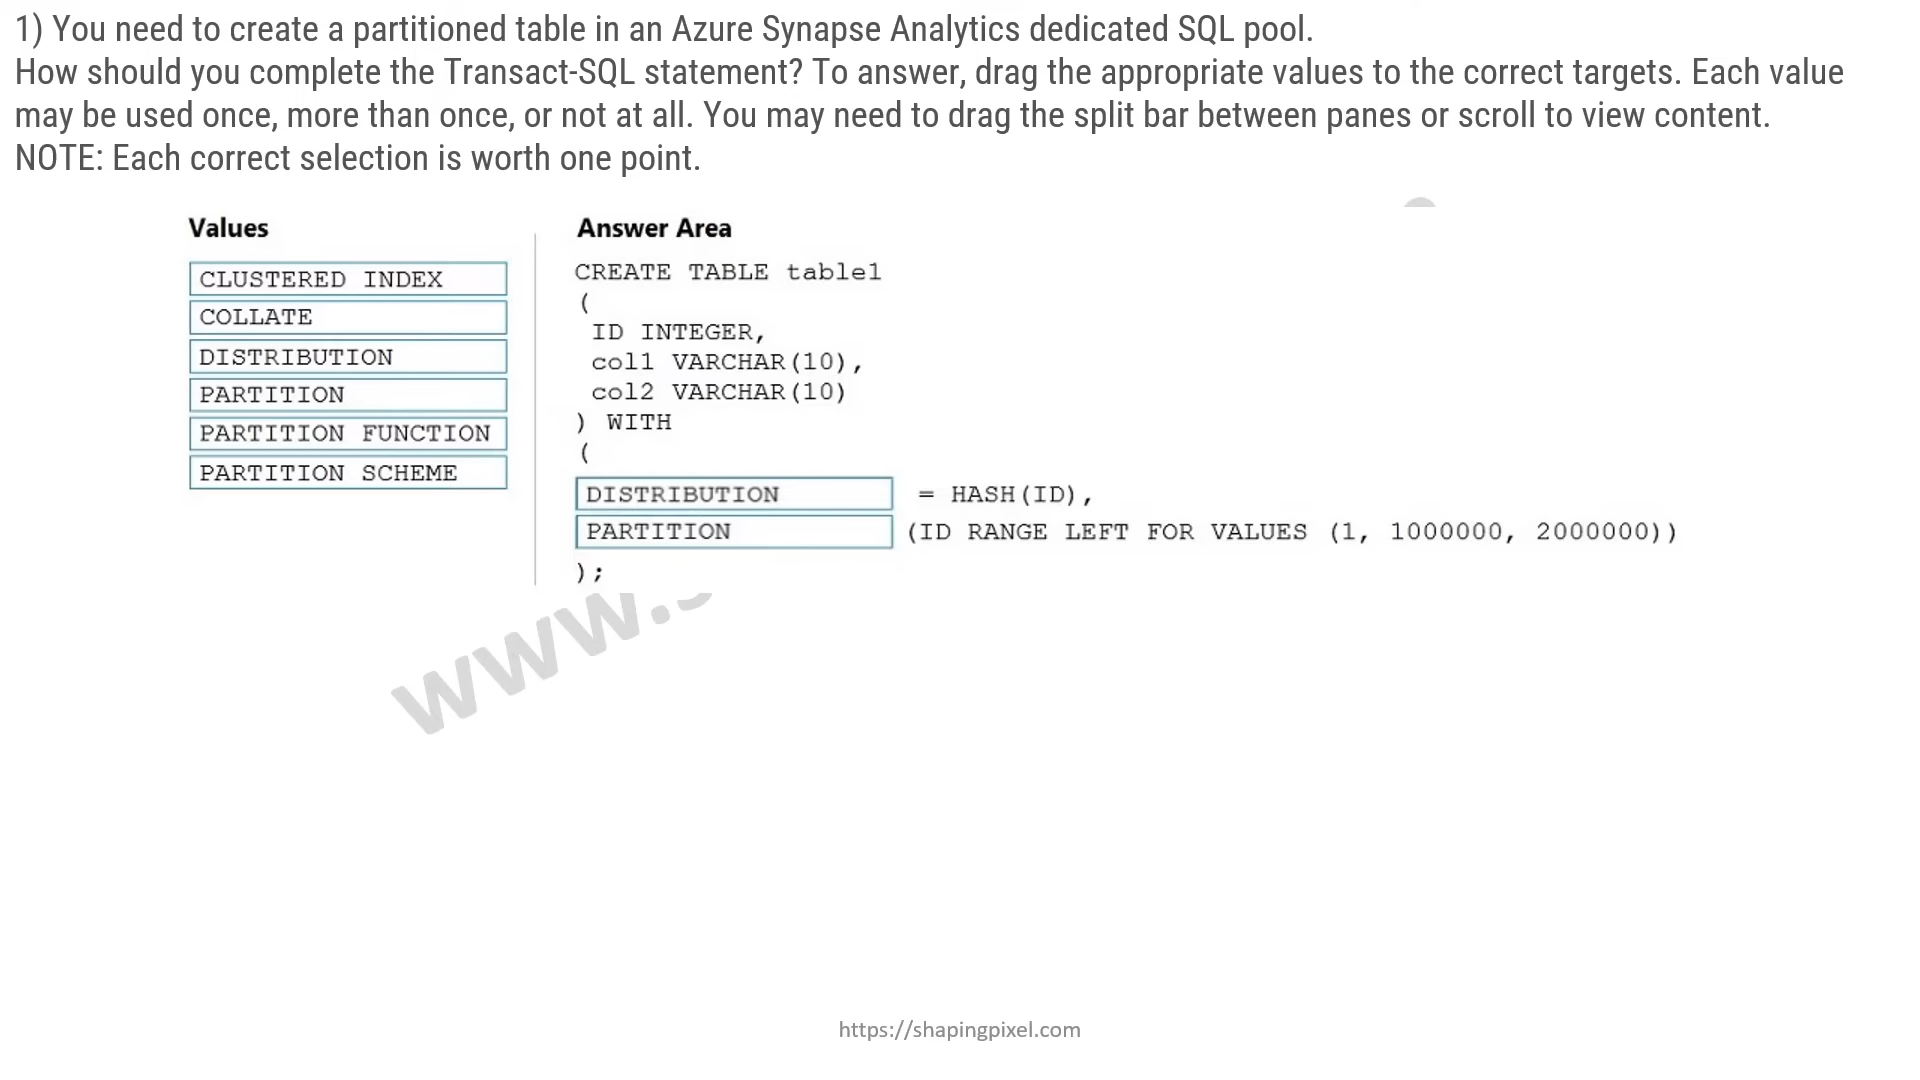 1) You need to create a partitioned table in an Azure Synapse Analytics dedicated SQL pool.
How should you complete the Transact-SQL statement? To answer, drag the appropriate values to the correct targets. Each value
may be used once, more than once, or not at all. You may need to drag the split bar between panes or scroll to view content.
NOTE: Each correct selection is worth one point.
Values
CLUSTERED INDEX
COLLATE
DISTRIBUTION
PARTITION
PARTITION FUNCTION
PARTITION SCHEME
Answer Area
CREATE TABLE table1
(
ID INTEGER,
col1 VARCHAR(10),
col2 VARCHAR(10)
) WITH
(
DISTRIBUTION = HASH(ID),
PARTITION (ID RANGE LEFT FOR VALUES (1, 1000000, 2000000))
);
www.
https://shapingpixel.com